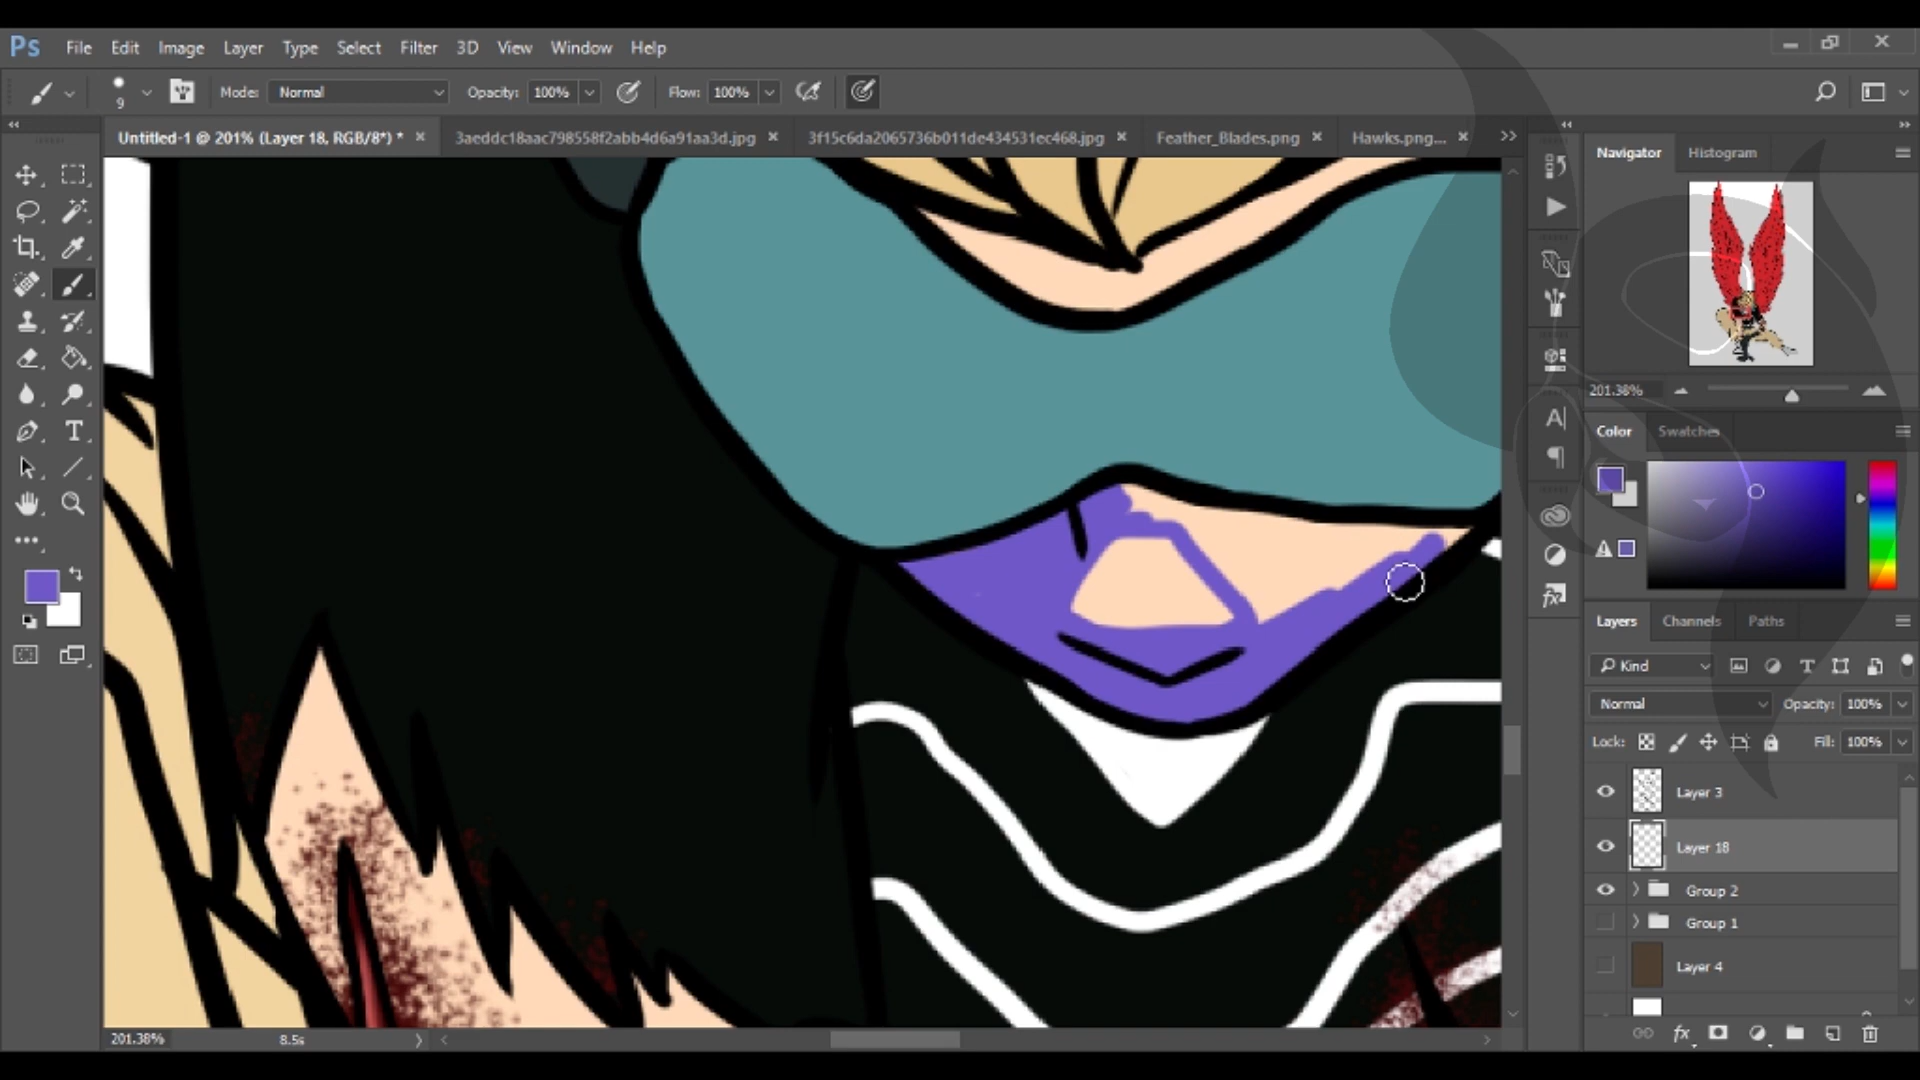 Ps File Edit Image Layer Type Select Filter 3D View Window Help
9 Mode: Normal Opacity: 100% Flow: 100%
Untitled-1 @ 201% (Layer 18, RGB/8*) * 3aeddc18aac798558f2abb4d6a91aa3d.jpg 3f15c6da2065736b011de434531ec468.jpg Feather_Blades.png Hawks.png...
Navigator Histogram
201.38%
Color Swatches
Layers Channels Paths
Kind
Normal Opacity: 100%
Lock: Fill: 100%
Layer 3
Layer 18
Group 2
Group 1
Layer 4
fx
201.38% 8.5s